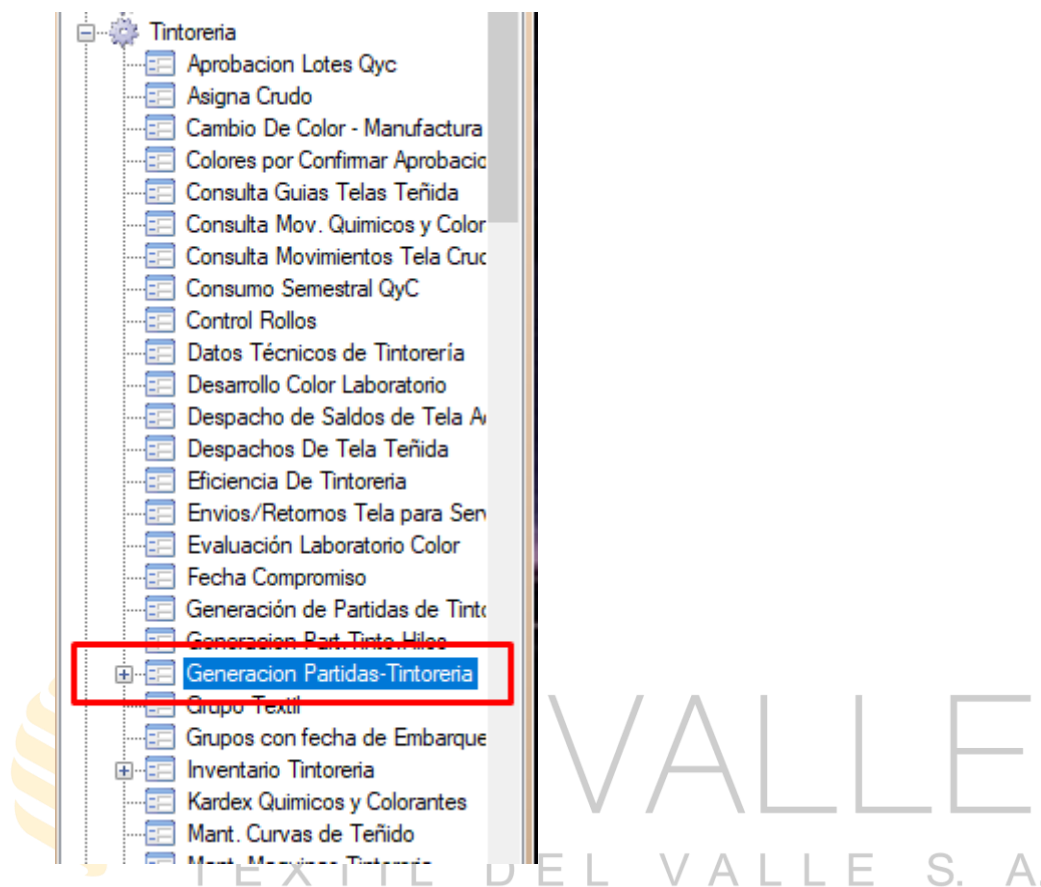 Tintoreria
Aprobacion Lotes Qyc
Asigna Crudo
Cambio De Color - Manufactura
Colores por Confirmar Aprobacic
Consulta Guias Telas Teñida
Consulta Mov. Quimicos y Color
Consulta Movimientos Tela Cruc
Consumo Semestral QyC
Control Rollos
Datos Técnicos de Tintorería
Desarrollo Color Laboratorio
Despacho de Saldos de Tela A
Despachos De Tela Teñida
Eficiencia De Tintoreria
Envios/Retornos Tela para Serv
Evaluación Laboratorio Color
Fecha Compromiso
Generación de Partidas de Tinto
Generacion Part.Tinto.Hilos
Generacion Partidas-Tintoreria
Grupo Textil
Grupos con fecha de Embarque
Inventario Tintoreria
Kardex Quimicos y Colorantes
Mant. Curvas de Teñido
Mant. Maquinas Tintoreria
VALLE
TEXTIL DEL VALLE S. A.